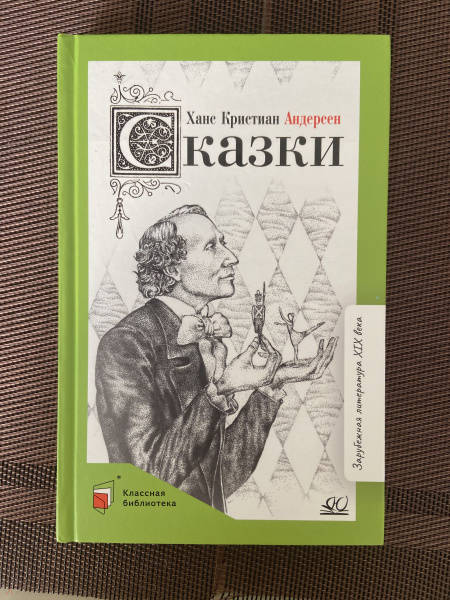 Ханс Кристиан Андерсен
Сказки
Зарубежная литература XIX века
Классная
библиотека